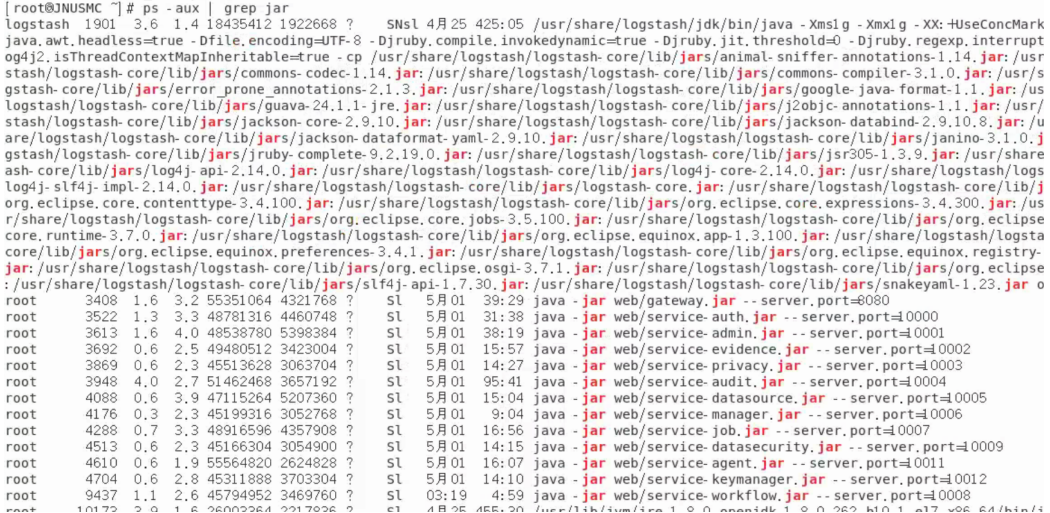 [root@JNUSMC ~]# ps -aux | grep jar
logstash 1901 3.6 1.4 18435412 1922668 ? SNsl 4月25 425:05 /usr/share/logstash/jdk/bin/java -Xms1g -Xmx1g -XX:+UseConcMark
java.awt.headless=true -Dfile.encoding=UTF-8 -Djruby.compile.invokedynamic=true -Djruby.jit.threshold=0 -Djruby.regexp.interrupt
og4j2.isThreadContextMapInheritable=true -cp /usr/share/logstash/logstash-core/lib/jars/animal-sniffer-annotations-1.14.jar:/usr
stash/logstash-core/lib/jars/commons-codec-1.14.jar:/usr/share/logstash/logstash-core/lib/jars/commons-compiler-3.1.0.jar:/usr/s
gstash-core/lib/jars/error_prone_annotations-2.1.3.jar:/usr/share/logstash/logstash-core/lib/jars/google-java-format-1.1.jar:/us
logstash/logstash-core/lib/jars/guava-24.1.1-jre.jar:/usr/share/logstash/logstash-core/lib/jars/j2objc-annotations-1.1.jar:/usr/
stash/logstash-core/lib/jars/jackson-core-2.9.10.jar:/usr/share/logstash/logstash-core/lib/jars/jackson-databind-2.9.10.8.jar:/u
are/logstash/logstash-core/lib/jars/jackson-dataformat-yaml-2.9.10.jar:/usr/share/logstash/logstash-core/lib/jars/janino-3.1.0.j
gstash/logstash-core/lib/jars/jruby-complete-9.2.19.0.jar:/usr/share/logstash/logstash-core/lib/jars/jsr305-1.3.9.jar:/usr/share
ash-core/lib/jars/log4j-api-2.14.0.jar:/usr/share/logstash/logstash-core/lib/jars/log4j-core-2.14.0.jar:/usr/share/logstash/logs
log4j-slf4j-impl-2.14.0.jar:/usr/share/logstash/logstash-core/lib/jars/logstash-core.jar:/usr/share/logstash/logstash-core/lib/j
org.eclipse.core.contenttype-3.4.100.jar:/usr/share/logstash/logstash-core/lib/jars/org.eclipse.core.expressions-3.4.300.jar:/us
r/share/logstash/logstash-core/lib/jars/org.eclipse.core.jobs-3.5.100.jar:/usr/share/logstash/logstash-core/lib/jars/org.eclipse
core.runtime-3.7.0.jar:/usr/share/logstash/logstash-core/lib/jars/org.eclipse.equinox.app-1.3.100.jar:/usr/share/logstash/logsta
core/lib/jars/org.eclipse.equinox.preferences-3.4.1.jar:/usr/share/logstash/logstash-core/lib/jars/org.eclipse.equinox.registry-
jar:/usr/share/logstash/logstash-core/lib/jars/org.eclipse.osgi-3.7.1.jar:/usr/share/logstash/logstash-core/lib/jars/org.eclipse
:/usr/share/logstash/logstash-core/lib/jars/slf4j-api-1.7.30.jar:/usr/share/logstash/logstash-core/lib/jars/snakeyaml-1.23.jar o
root 3408 1.6 3.2 55351064 4321768 ? Sl 5月01 39:29 java -jar web/gateway.jar --server.port=8080
root 3522 1.3 3.3 48781316 4460748 ? Sl 5月01 31:38 java -jar web/service-auth.jar --server.port=10000
root 3613 1.6 4.0 48538780 5398384 ? Sl 5月01 38:19 java -jar web/service-admin.jar --server.port=10001
root 3692 0.6 2.5 49480512 3423004 ? Sl 5月01 15:57 java -jar web/service-evidence.jar --server.port=10002
root 3869 0.6 2.3 45513628 3063704 ? Sl 5月01 14:27 java -jar web/service-privacy.jar --server.port=10003
root 3948 4.0 2.7 51462468 3657192 ? Sl 5月01 95:41 java -jar web/service-audit.jar --server.port=10004
root 4088 0.6 3.9 47115264 5207360 ? Sl 5月01 15:04 java -jar web/service-datasource.jar --server.port=10005
root 4176 0.3 2.3 45199316 3052768 ? Sl 5月01 9:04 java -jar web/service-manager.jar --server.port=10006
root 4288 0.7 3.3 48916596 4357908 ? Sl 5月01 16:56 java -jar web/service-job.jar --server.port=10007
root 4513 0.6 2.3 45166304 3054900 ? Sl 5月01 14:15 java -jar web/service-datasecurity.jar --server.port=10009
root 4610 0.6 1.9 55564820 2624828 ? Sl 5月01 16:07 java -jar web/service-agent.jar --server.port=10011
root 4704 0.6 2.8 45311888 3703304 ? Sl 5月01 14:10 java -jar web/service-keymanager.jar --server.port=10012
root 9437 1.1 2.6 45794952 3469760 ? Sl 03:19 4:59 java -jar web/service-workflow.jar --server.port=10008
root 10173 3.9 1.6 26003364 2217836 ? Sl 4月25 455:30 /usr/lib/jvm/jre-1.8.0-openjdk-1.8.0.262.b10-1.el7.x86_64/bin/j